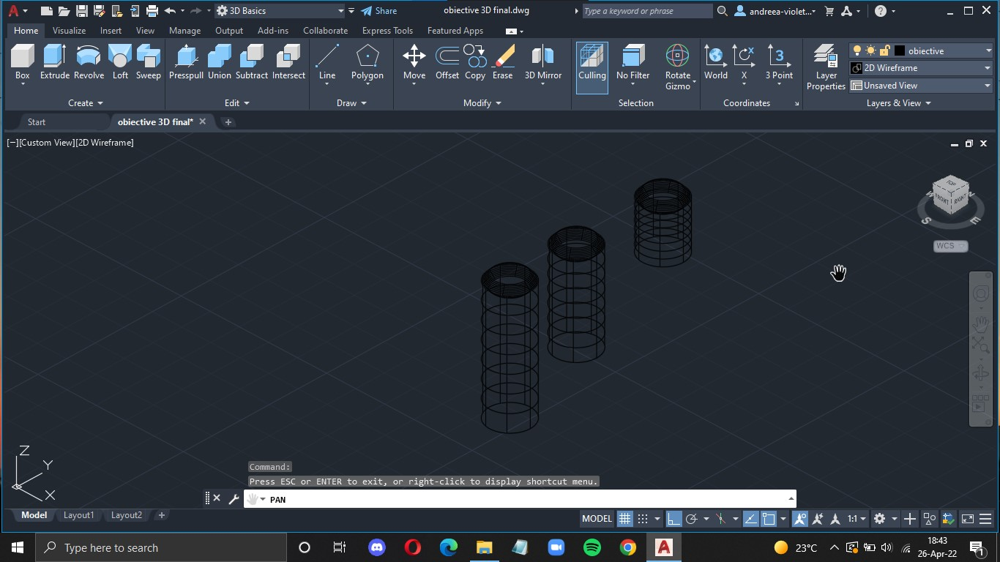 3D Basics Share obiective 3D final.dwg Type a keyword or phrase andreea-violet...
Home Visualize Insert View Manage Output Add-ins Collaborate Express Tools Featured Apps
Box Extrude Revolve Loft Sweep Presspull Union Subtract Intersect Line Polygon Move Offset Copy Erase 3D Mirror Culling No Filter Rotate Gizmo World X 3 Point Layer Properties
obiective
2D Wireframe
Unsaved View
Create Edit Draw Modify Selection Coordinates Layers & View
Start obiective 3D final*
[−][Custom View][2D Wireframe]
TOP
FRONT RIGHT
W N
S E
WCS
Z
Y
X
Command:
Press ESC or ENTER to exit, or right-click to display shortcut menu.
PAN
Model Layout1 Layout2 MODEL 1:1
Type here to search 23°C 18:43
26-Apr-22 1